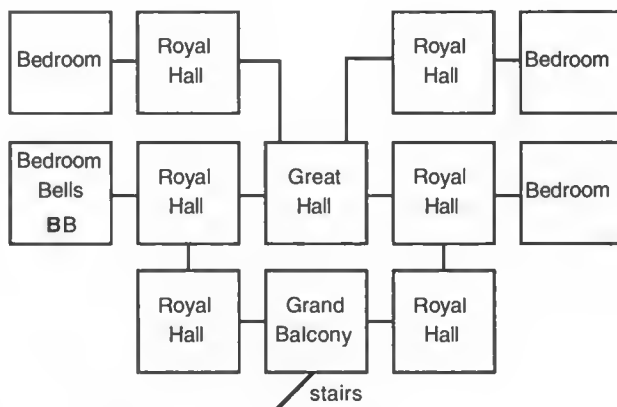 Bedroom
Royal
Hall
Royal
Hall
Bedroom
Bedroom
Bells
BB
Royal
Hall
Great
Hall
Royal
Hall
Bedroom
Royal
Hall
Grand
Balcony
Royal
Hall
stairs